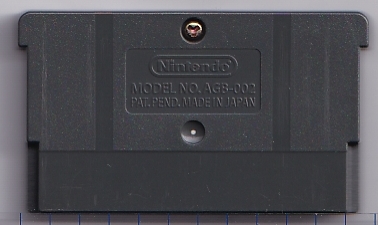 Nintendo
MODEL NO. AGB-002
PAT. PEND. MADE IN JAPAN